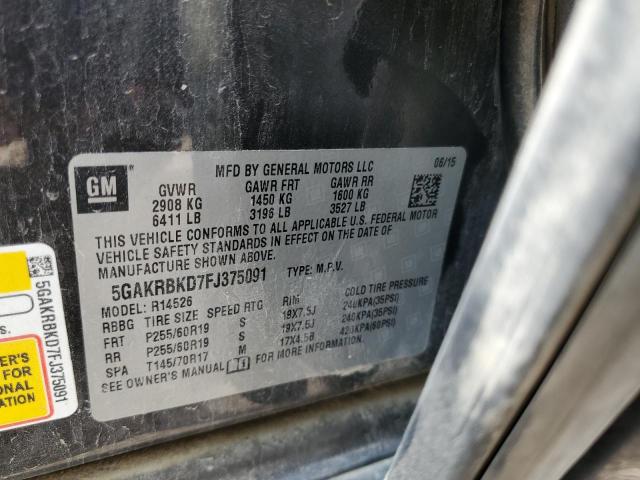 GM
MFD BY GENERAL MOTORS LLC 06/15
GVWR GAWR FRT GAWR RR
2908 KG 1450 KG 1600 KG
6411 LB 3196 LB 3527 LB
THIS VEHICLE CONFORMS TO ALL APPLICABLE U.S. FEDERAL MOTOR
VEHICLE SAFETY STANDARDS IN EFFECT ON THE DATE OF
MANUFACTURE SHOWN ABOVE.
5GAKRBKD7FJ375091 TYPE: M.P.V.
MODEL: R14526
RBBG TIRE SIZE SPEED RTG RIM COLD TIRE PRESSURE
FRT P255/60R19 S 19X7.5J 240KPA(35PSI)
RR P255/60R19 S 19X7.5J 240KPA(35PSI)
SPA T145/70R17 M 17X4.5B 420KPA(60PSI)
SEE OWNER'S MANUAL FOR MORE INFORMATION.
5GAKRBKD7FJ375091
s.
ER'S
FOR
ONAL
ATION